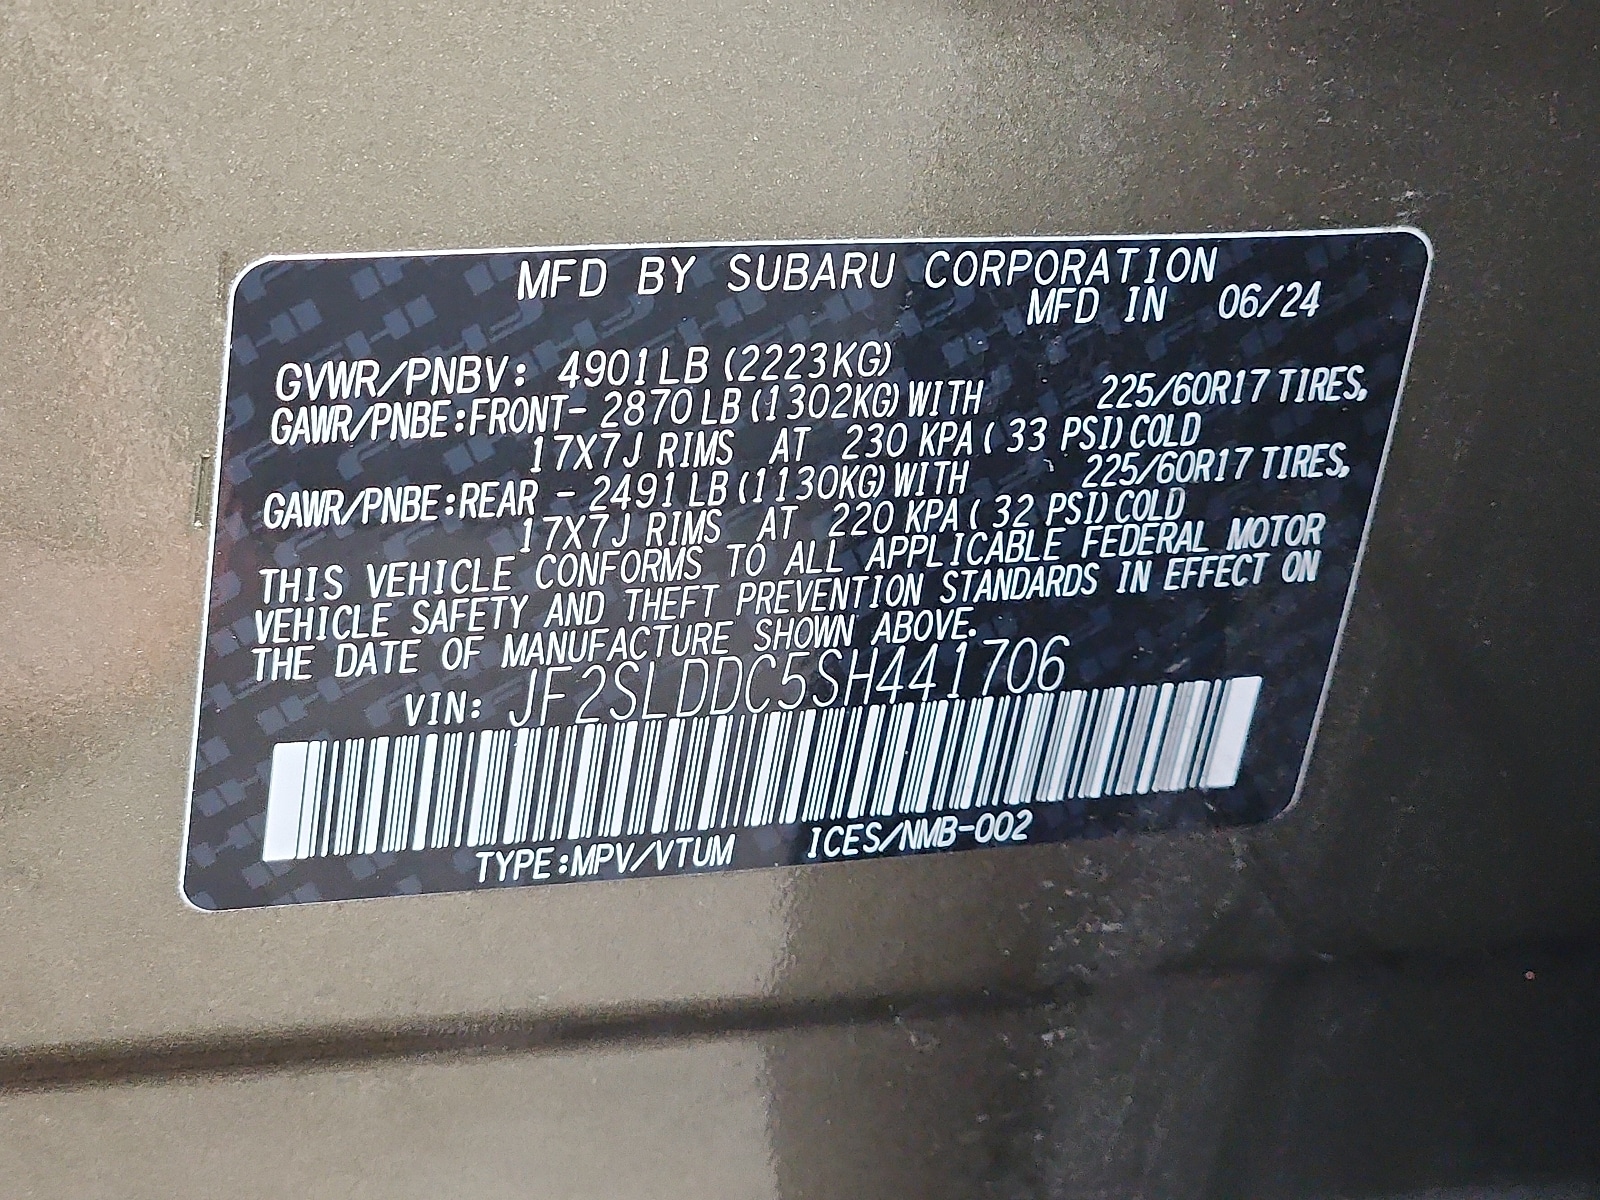 MFD BY SUBARU CORPORATION
MFD IN 06/24
GVWR/PNBV: 4901LB (2223KG)
GAWR/PNBE:FRONT- 2870LB(1302KG)WITH 225/60R17 TIRES,
17X7J RIMS AT 230 KPA( 33 PSI)COLD
GAWR/PNBE:REAR - 2491LB(1130KG)WITH 225/60R17 TIRES,
17X7J RIMS AT 220 KPA( 32 PSI)COLD
THIS VEHICLE CONFORMS TO ALL APPLICABLE FEDERAL MOTOR
VEHICLE SAFETY AND THEFT PREVENTION STANDARDS IN EFFECT ON
THE DATE OF MANUFACTURE SHOWN ABOVE.
VIN: JF2SLDDC5SH441706
TYPE:MPV/VTUM ICES/NMB-002